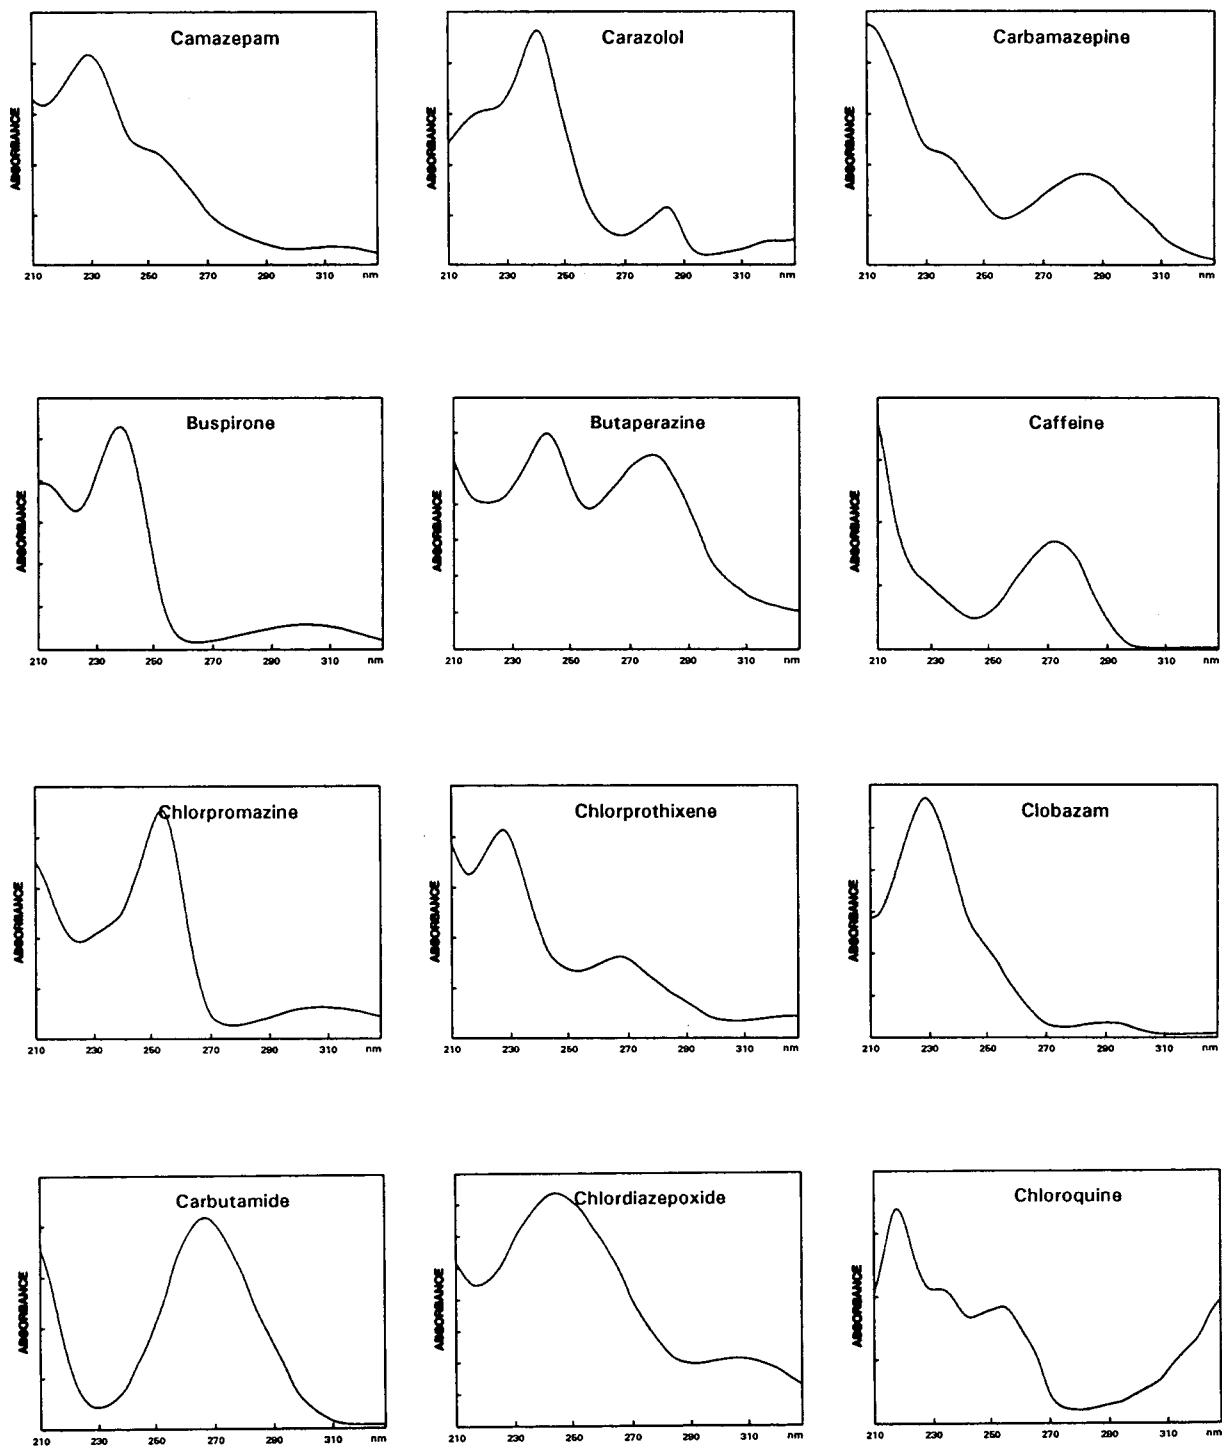 Camazepam
ABSORBANCE
210 230 250 270 290 310 nm
Carazolol
ABSORBANCE
210 230 250 270 290 310 nm
Carbamazepine
ABSORBANCE
210 230 250 270 290 310 nm
Buspirone
ABSORBANCE
210 230 250 270 290 310 nm
Butaperazine
ABSORBANCE
210 230 250 270 290 310 nm
Caffeine
ABSORBANCE
210 230 250 270 290 310 nm
Chlorpromazine
ABSORBANCE
210 230 250 270 290 310 nm
Chlorprothixene
ABSORBANCE
210 230 250 270 290 310 nm
Clobazam
ABSORBANCE
210 230 250 270 290 310 nm
Carbutamide
ABSORBANCE
210 230 250 270 290 310 nm
Chlordiazepoxide
ABSORBANCE
210 230 250 270 290 310 nm
Chloroquine
ABSORBANCE
210 230 250 270 290 310 nm